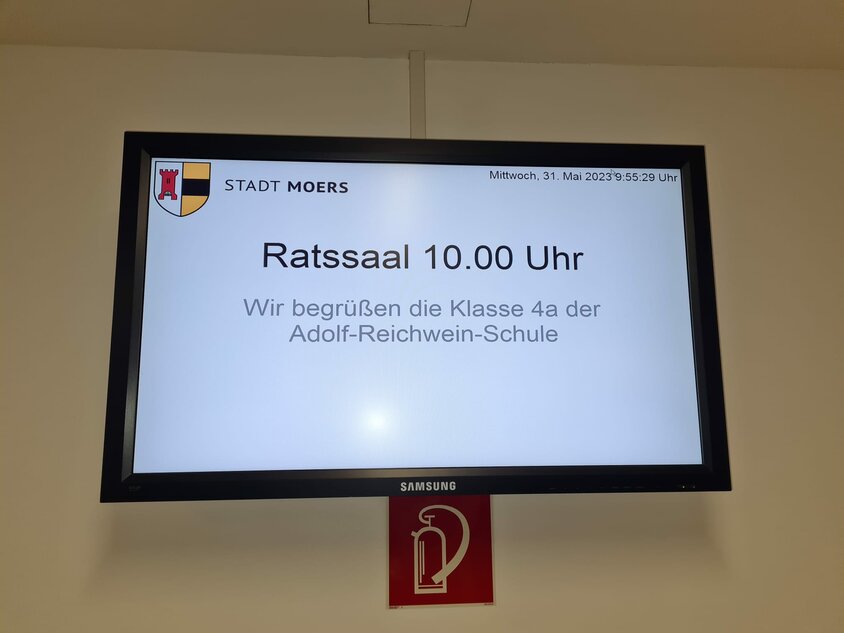 STADT MOERS
Mittwoch, 31. Mai 2023 9:55:29 Uhr
Ratssaal 10.00 Uhr
Wir begrüßen die Klasse 4a der
Adolf-Reichwein-Schule
SAMSUNG